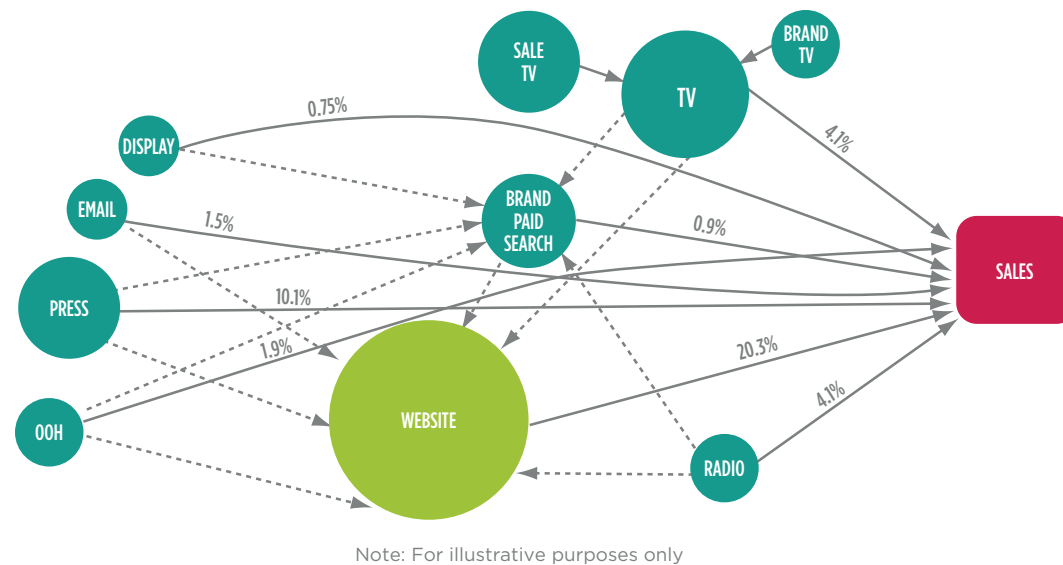 SALE
TV
BRAND
TV
TV
0.75%
4.1%
DISPLAY
EMAIL
1.5%
BRAND
PAID
SEARCH
0.9%
SALES
PRESS
10.1%
1.9%
20.3%
4.1%
OOH
WEBSITE
RADIO
Note: For illustrative purposes only